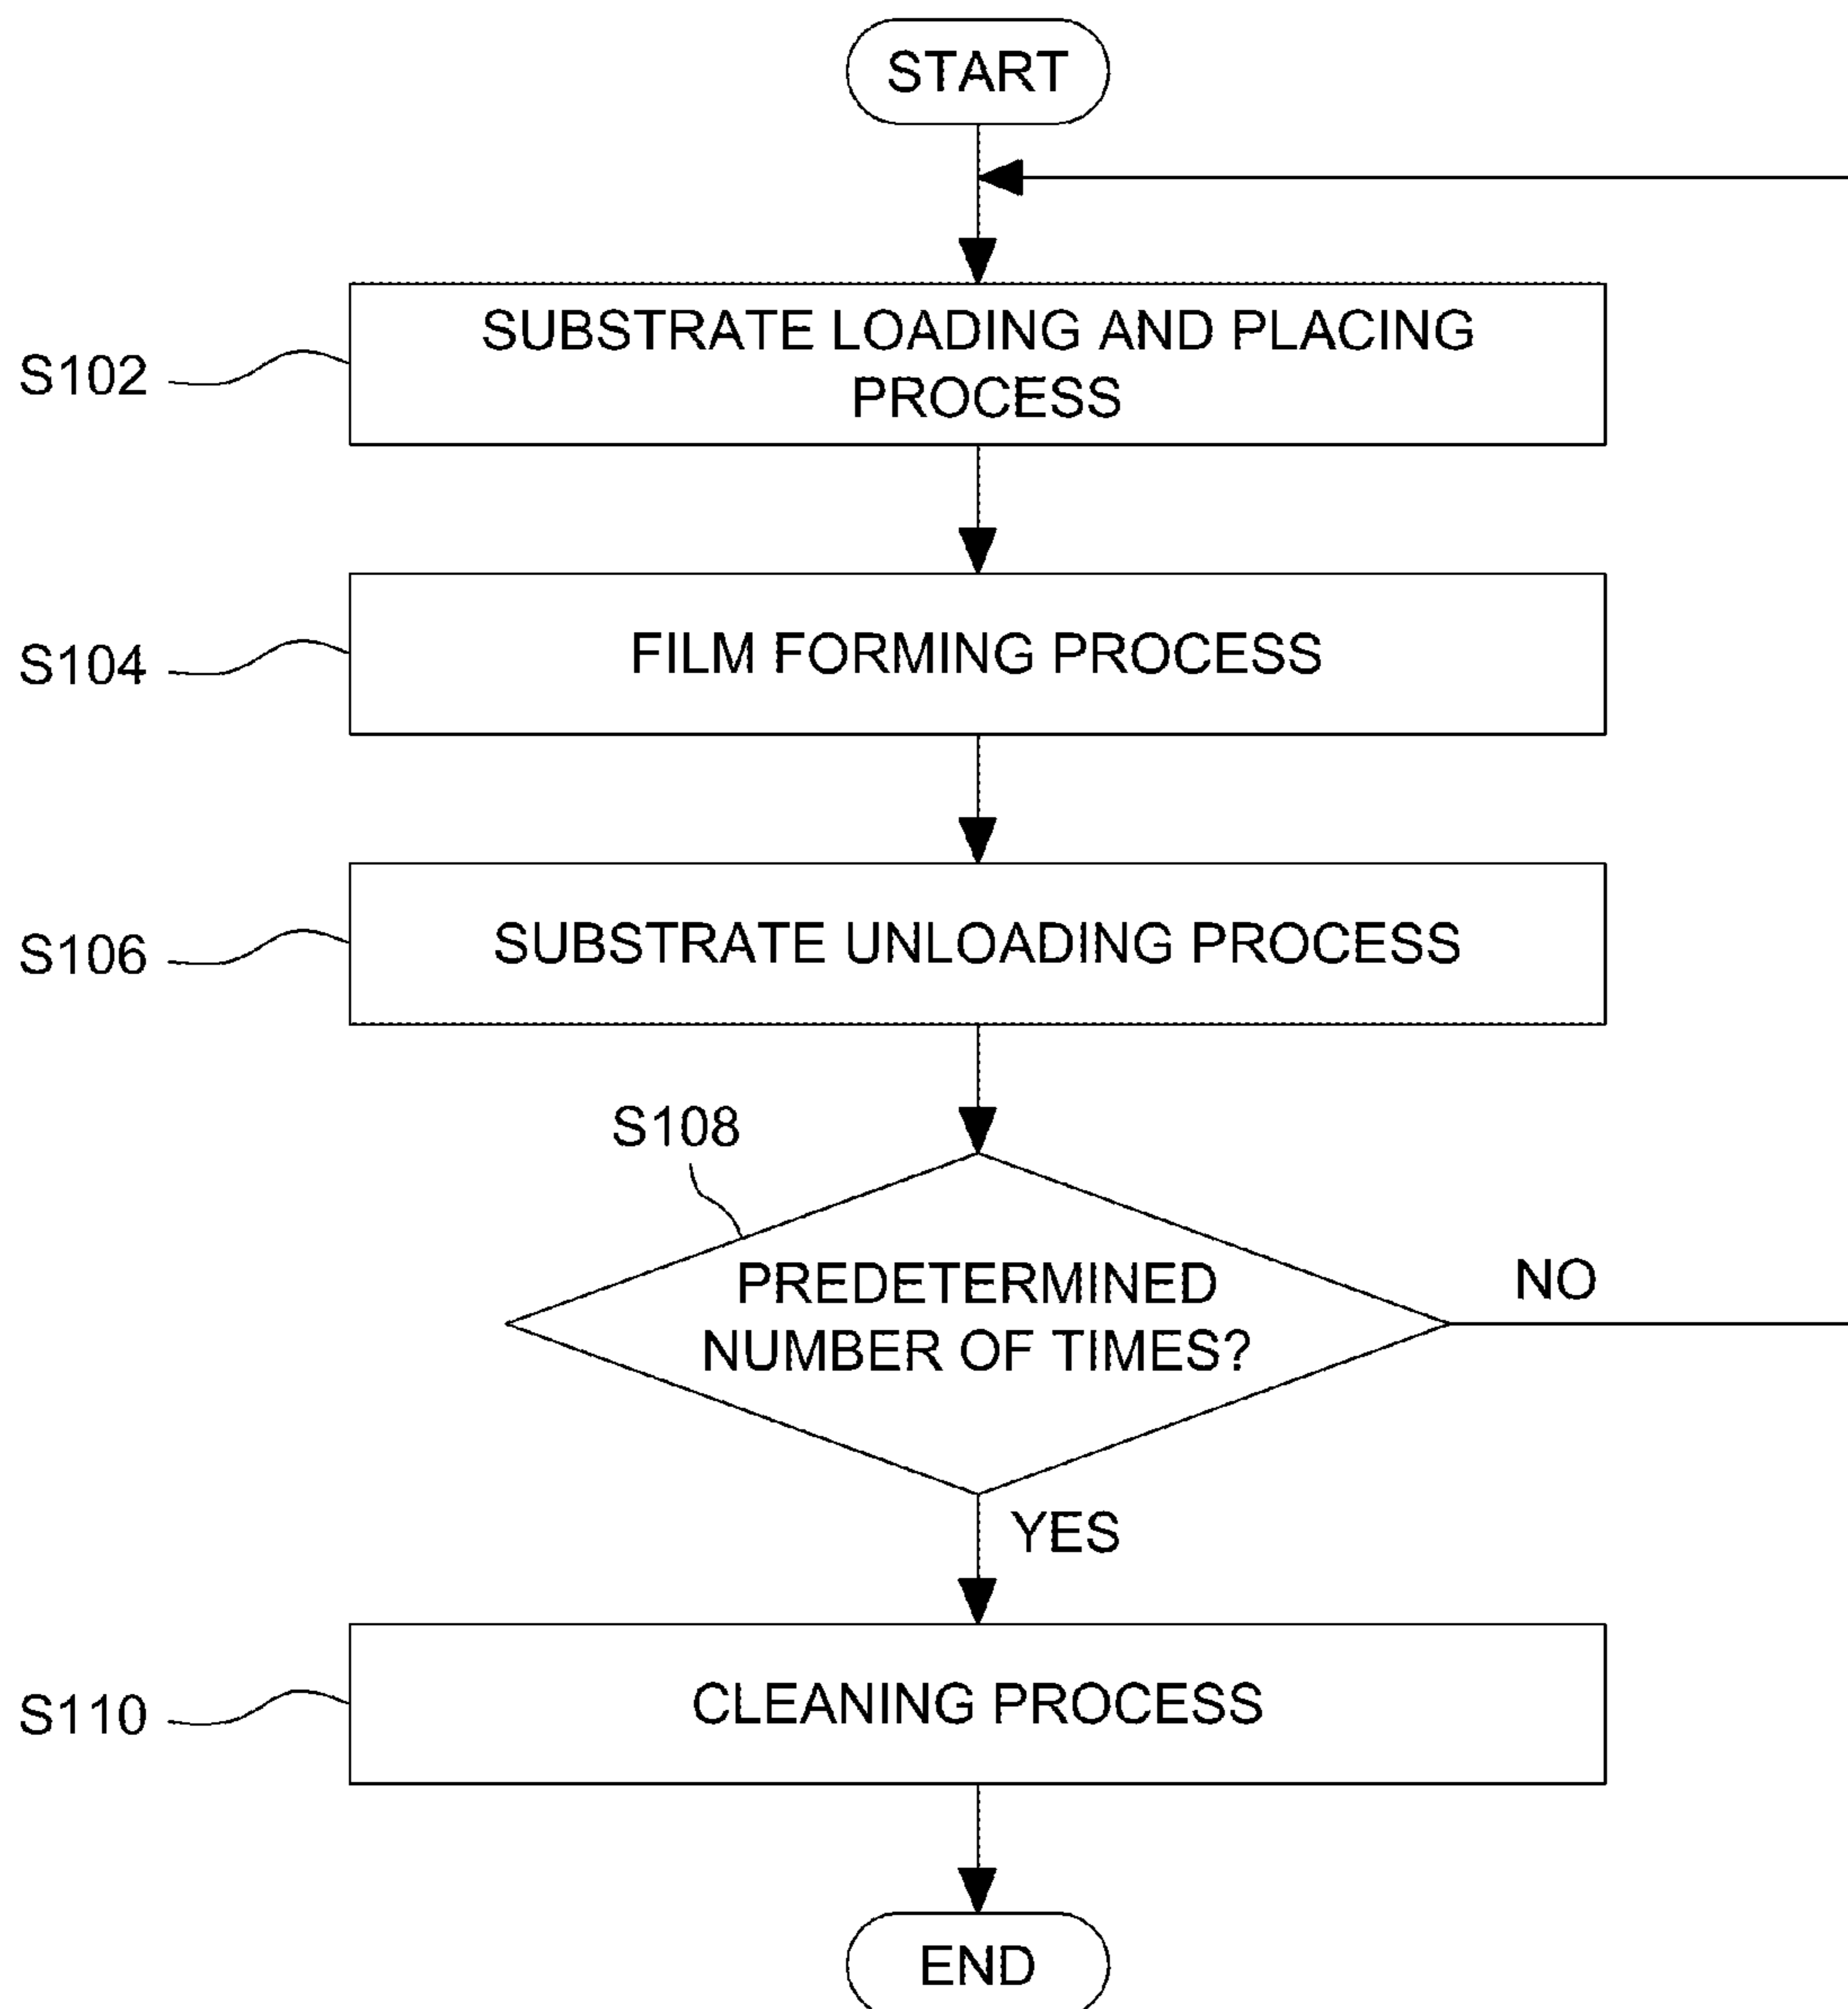 START
S102
SUBSTRATE LOADING AND PLACING
PROCESS
S104
FILM FORMING PROCESS
S106
SUBSTRATE UNLOADING PROCESS
S108
PREDETERMINED
NUMBER OF TIMES?
NO
YES
S110
CLEANING PROCESS
END